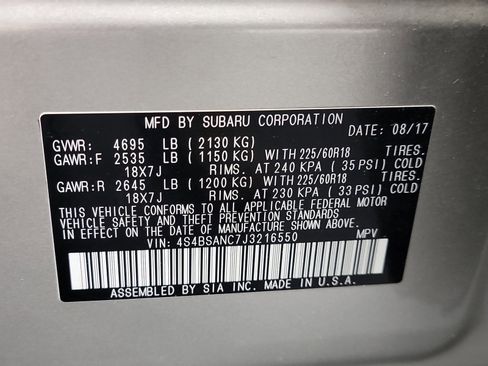 MFD BY SUBARU CORPORATION
DATE: 08/17
GVWR: 4695 LB ( 2130 KG)
GAWR:F 2535 LB ( 1150 KG) WITH 225/60R18 TIRES.
18X7J RIMS. AT 240 KPA ( 35 PSI) COLD
GAWR:R 2645 LB ( 1200 KG) WITH 225/60R18 TIRES.
18X7J RIMS. AT 230 KPA ( 33 PSI) COLD
THIS VEHICLE CONFORMS TO ALL APPLICABLE FEDERAL MOTOR
VEHICLE SAFETY AND THEFT PREVENTION STANDARDS
IN EFFECT ON THE DATE OF MANUFACTURE SHOWN ABOVE.
VIN: 4S4BSANC7J3216550 MPV
ASSEMBLED BY SIA INC. MADE IN U.S.A.